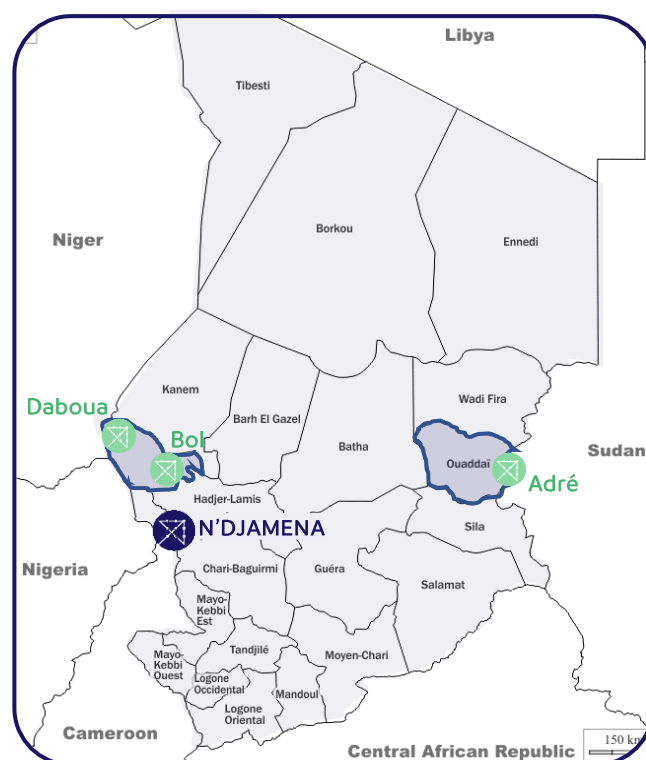 Libya
Tibesti
Niger
Borkou
Ennedi
Kanem
Wadi Fira
Daboua
Barh El Gazel
Bol
Batha
Sudan
Ouaddaï
Adré
Hadjer-Lamis
N'DJAMENA
Sila
Nigeria
Chari-Baguirmi
Guéra
Salamat
Mayo-
Kebbi
Est
Tandjilé
Moyen-Chari
Mayo-
Kebbi
Ouest
Logone
Occidental
Mandoul
Logone
Oriental
Cameroon
Central African Republic
150 km